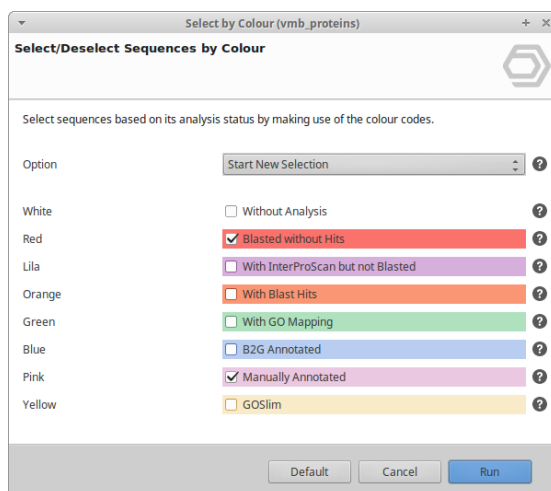 Select by Colour (vmb_proteins)
Select/Deselect Sequences by Colour
Select sequences based on its analysis status by making use of the colour codes.
Option Start New Selection ?
White Without Analysis ?
Red Blasted without Hits ?
Lila With InterProScan but not Blasted ?
Orange With Blast Hits ?
Green With GO Mapping ?
Blue B2G Annotated ?
Pink Manually Annotated ?
Yellow GOSlim ?
Default Cancel Run